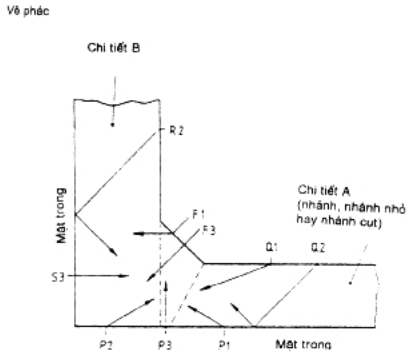 Vẽ phác
Chi tiết B
R2
Chi tiết A
(nhánh, nhánh nhỏ
hay nhánh cụt)
F1
F3
Q1
Q2
Mặt trong
S3
P2
P3
P1
Mặt trong